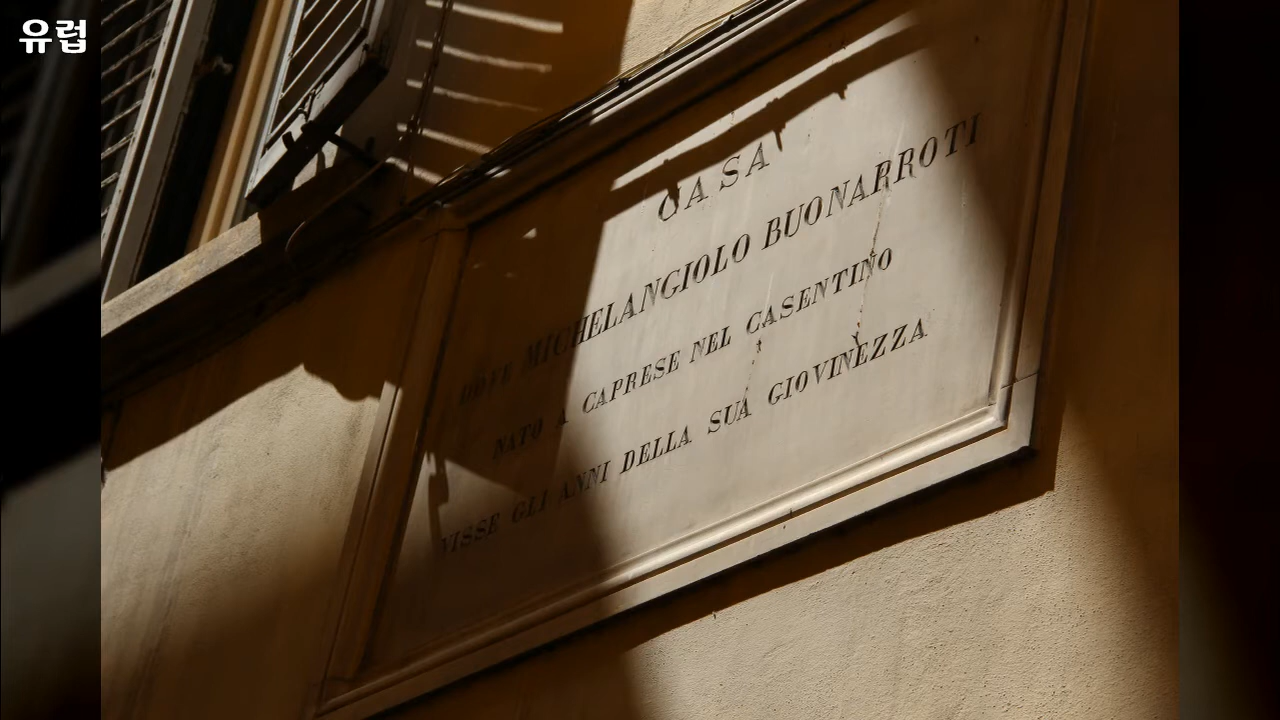 유럽
CASA
DOVE MICHELANGIOLO BUONARROTI
NATO A CAPRESE NEL CASENTINO
VISSE GLI ANNI DELLA SUA GIOVINEZZA